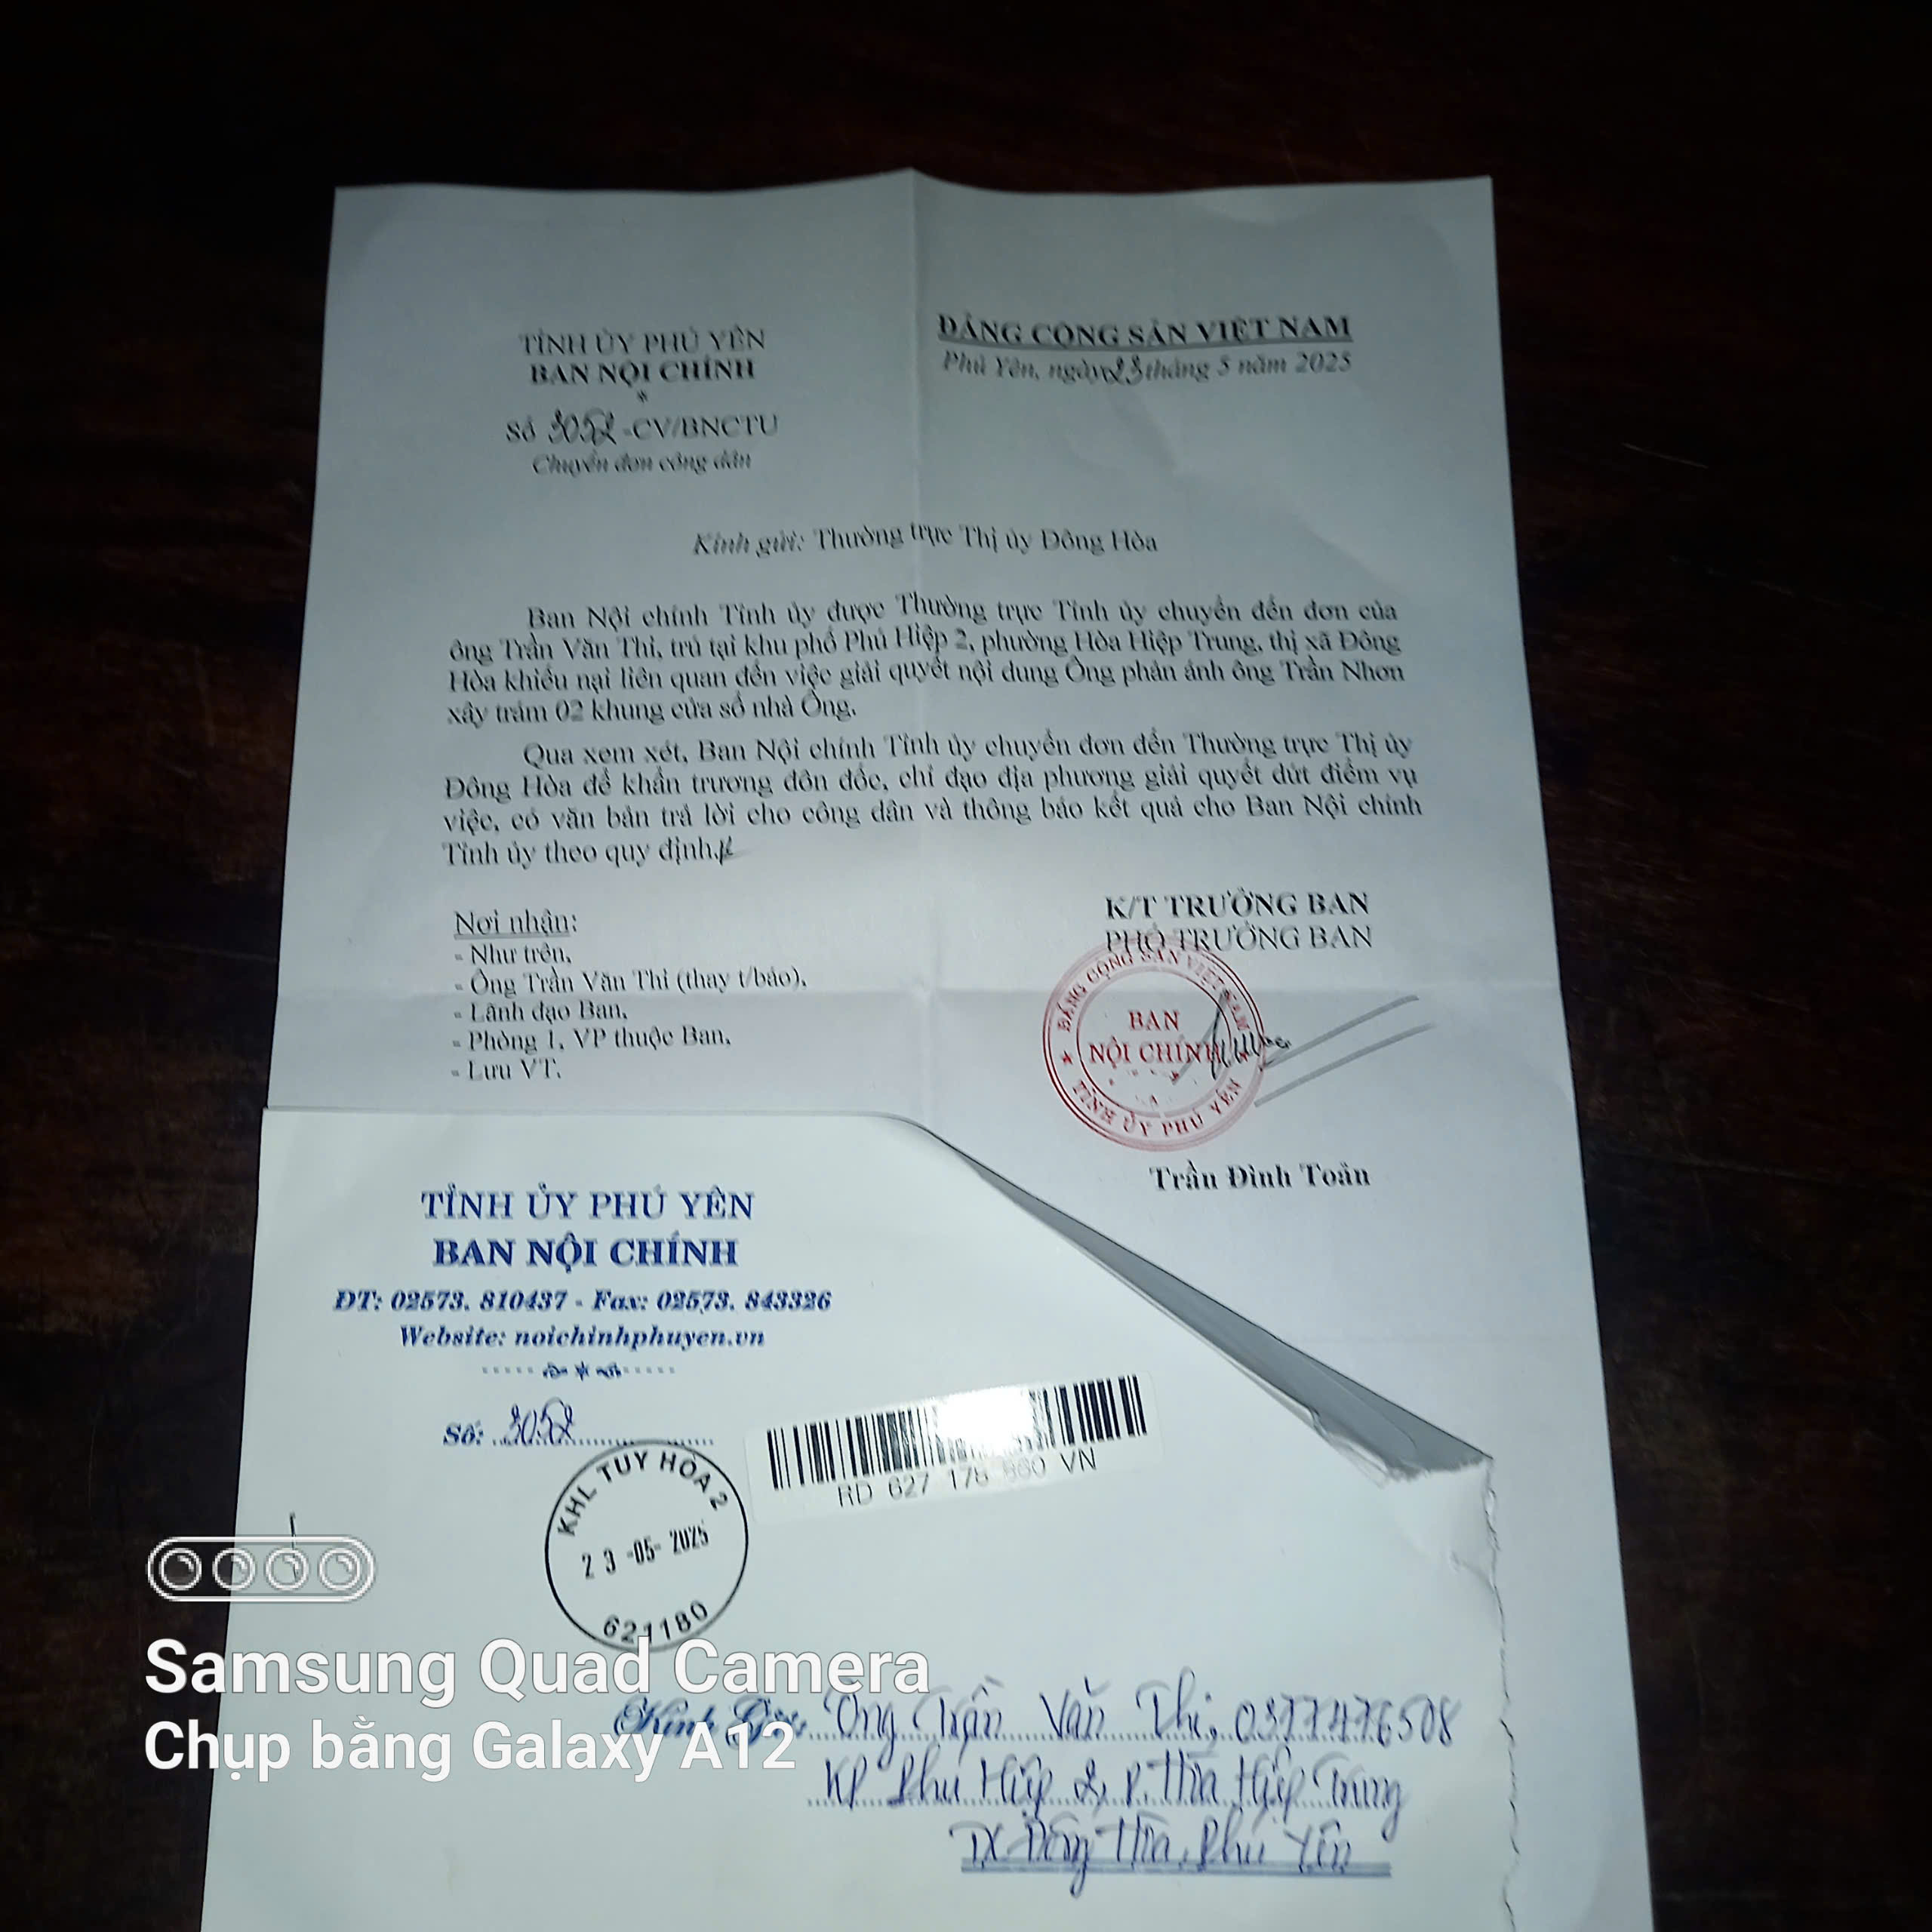 TỈNH ỦY PHÚ YÊN
BAN NỘI CHÍNH
*
Số 3052-CV/BNCTU
Chuyển đơn công dân
ĐẢNG CỘNG SẢN VIỆT NAM
Phú Yên, ngày 23 tháng 5 năm 2025
Kính gửi: Thường trực Thị ủy Đông Hòa
Ban Nội chính Tỉnh ủy được Thường trực Tỉnh ủy chuyển đến đơn của
ông Trần Văn Thi, trú tại khu phố Phú Hiệp 2, phường Hòa Hiệp Trung, thị xã Đông
Hòa khiếu nại liên quan đến việc giải quyết nội dung Ông phản ánh ông Trần Nhơn
xây trám 02 khung cửa sổ nhà Ông.
Qua xem xét, Ban Nội chính Tỉnh ủy chuyển đơn đến Thường trực Thị ủy
Đông Hòa để khẩn trương đôn đốc, chỉ đạo địa phương giải quyết dứt điểm vụ
việc, có văn bản trả lời cho công dân và thông báo kết quả cho Ban Nội chính
Tỉnh ủy theo quy định.
Nơi nhận:
- Như trên,
- Ông Trần Văn Thi (thay t/báo),
- Lãnh đạo Ban,
- Phòng 1, VP thuộc Ban,
- Lưu VT.
K/T TRƯỞNG BAN
PHÓ TRƯỞNG BAN
ĐẢNG CỘNG SẢN VIỆT NAM
BAN
NỘI CHÍNH
TỈNH ỦY PHÚ YÊN
Trần Đình Toãn
TỈNH ỦY PHÚ YÊN
BAN NỘI CHÍNH
ĐT: 02573. 810437 - Fax: 02573. 843326
Website: noichinhphuyen.vn
Số: 3052
KHL TUY HÒA 2
23 -05- 2025
621180
RD 627 178 VN
Kính Gửi: Ông Trần Văn Thi, 0377476508
KP Phú Hiệp 2, P. Hòa Hiệp Trung
TX Đông Hòa, Phú Yên
Samsung Quad Camera
Chụp bằng Galaxy A12